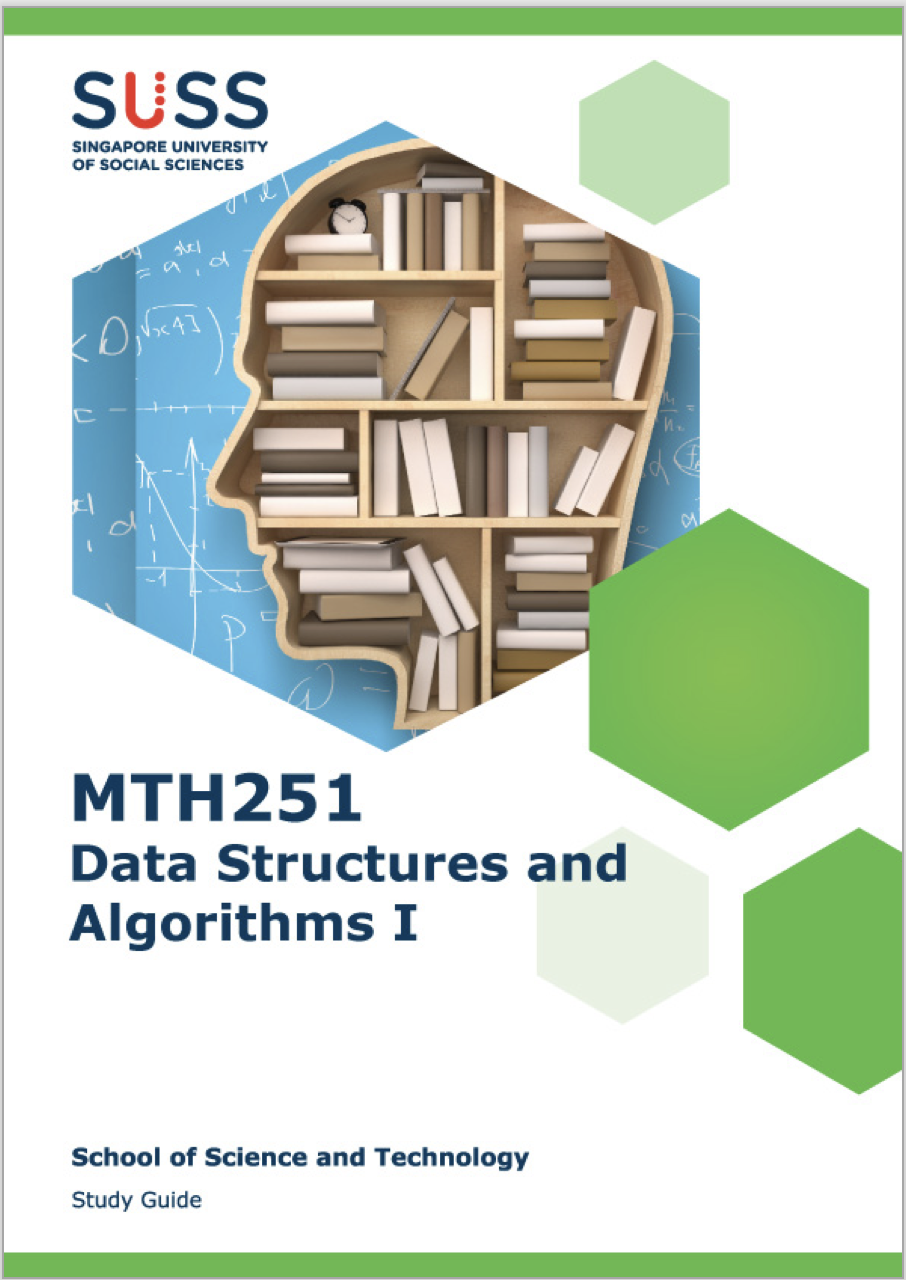 SUSS
SINGAPORE UNIVERSITY
OF SOCIAL SCIENCES
MTH251
Data Structures and
Algorithms I
School of Science and Technology
Study Guide